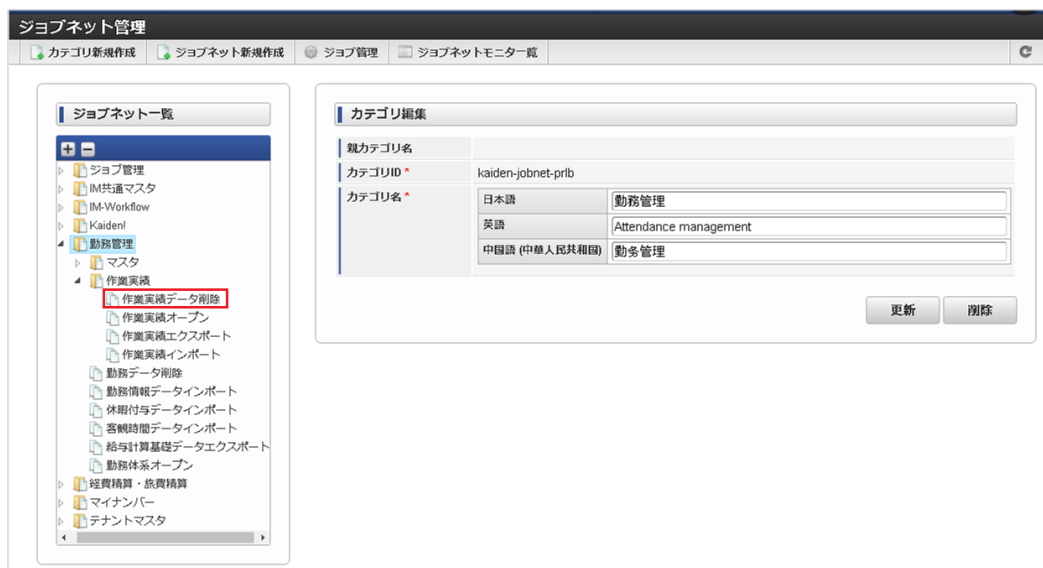 ジョブネット管理
カテゴリ新規作成 ジョブネット新規作成 ジョブ管理 ジョブネットモニタ一覧
ジョブネット一覧
ジョブ管理
IM共通マスタ
IM-Workflow
Kaiden!
勤務管理
マスタ
作業実績
作業実績データ削除
作業実績オープン
作業実績エクスポート
作業実績インポート
勤務データ削除
勤務情報データインポート
休暇付与データインポート
客観時間データインポート
給与計算基礎データエクスポート
勤務体系オープン
経費精算・旅費精算
マイナンバー
テナントマスタ
カテゴリ編集
親カテゴリ名
カテゴリID * kaiden-jobnet-prlb
カテゴリ名 * 日本語 勤務管理
英語 Attendance management
中国語 (中華人民共和国) 勤务管理
更新 削除